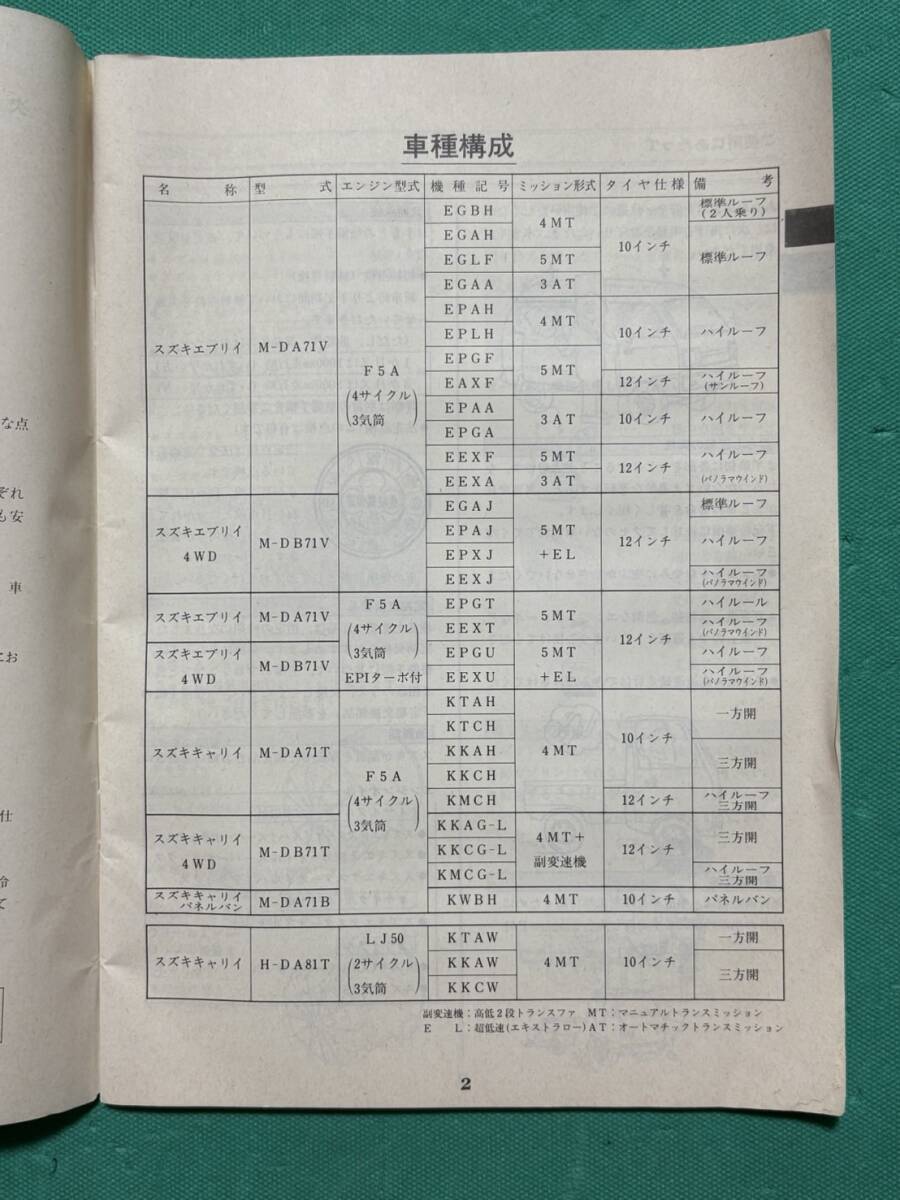 車種構成
名称 型式 エンジン型式 機種記号 ミッション形式 タイヤ仕様 備考
スズキエブリイ M-DA71V F5A (4サイクル 3気筒) EGBH 4MT 10インチ 標準ルーフ (2人乗り)
EGAH 標準ルーフ
EGLF 5MT
EGAA 3AT
EPAH 4MT 10インチ ハイルーフ
EPLH
EPGF 5MT
EAXF 12インチ ハイルーフ (サンルーフ)
EPAA 3AT 10インチ ハイルーフ
EPGA
EEXF 5MT 12インチ ハイルーフ (パノラマウインド)
EEXA 3AT
スズキエブリイ 4WD M-DB71V EGAJ 5MT +EL 12インチ 標準ルーフ
EPAJ ハイルーフ
EPXJ
EEXJ ハイルーフ (パノラマウインド)
スズキエブリイ M-DA71V F5A (4サイクル 3気筒) EPIターボ付 EPGT 5MT 12インチ ハイルール
EEXT ハイルーフ (パノラマウインド)
スズキエブリイ 4WD M-DB71V EPGU 5MT +EL ハイルーフ
EEXU ハイルーフ (パノラマウインド)
スズキキャリイ M-DA71T F5A (4サイクル 3気筒) KTAH 4MT 10インチ 一方開
KTCH
KKAH 三方開
KKCH
KMCH 12インチ ハイルーフ 三方開
スズキキャリイ 4WD M-DB71T KKAG-L 4MT+ 副変速機 12インチ 三方開
KKCG-L
KMCG-L ハイルーフ 三方開
スズキキャリイ パネルバン M-DA71B KWBH 4MT 10インチ パネルバン
スズキキャリイ H-DA81T LJ50 (2サイクル 3気筒) KTAW 4MT 10インチ 一方開
KKAW 三方開
KKCW
副変速機:高低2段トランスファ MT:マニュアルトランスミッション
E L:超低速(エキストラロー) AT:オートマチックトランスミッション
2
な点
ぞれ
も安
車
にお
仕
冷
て